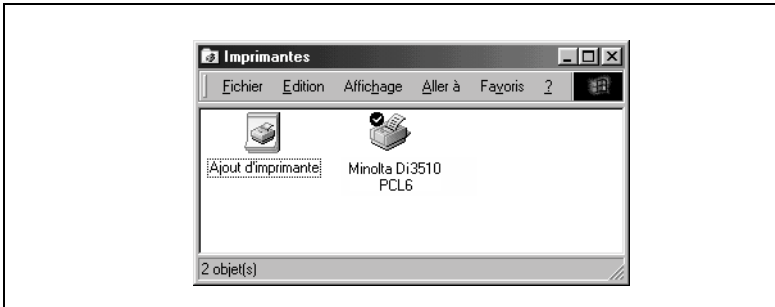 Imprimantes
Fichier Edition Affichage Aller à Favoris ?
Ajout d'imprimante
Minolta Di3510
PCL6
2 objet(s)